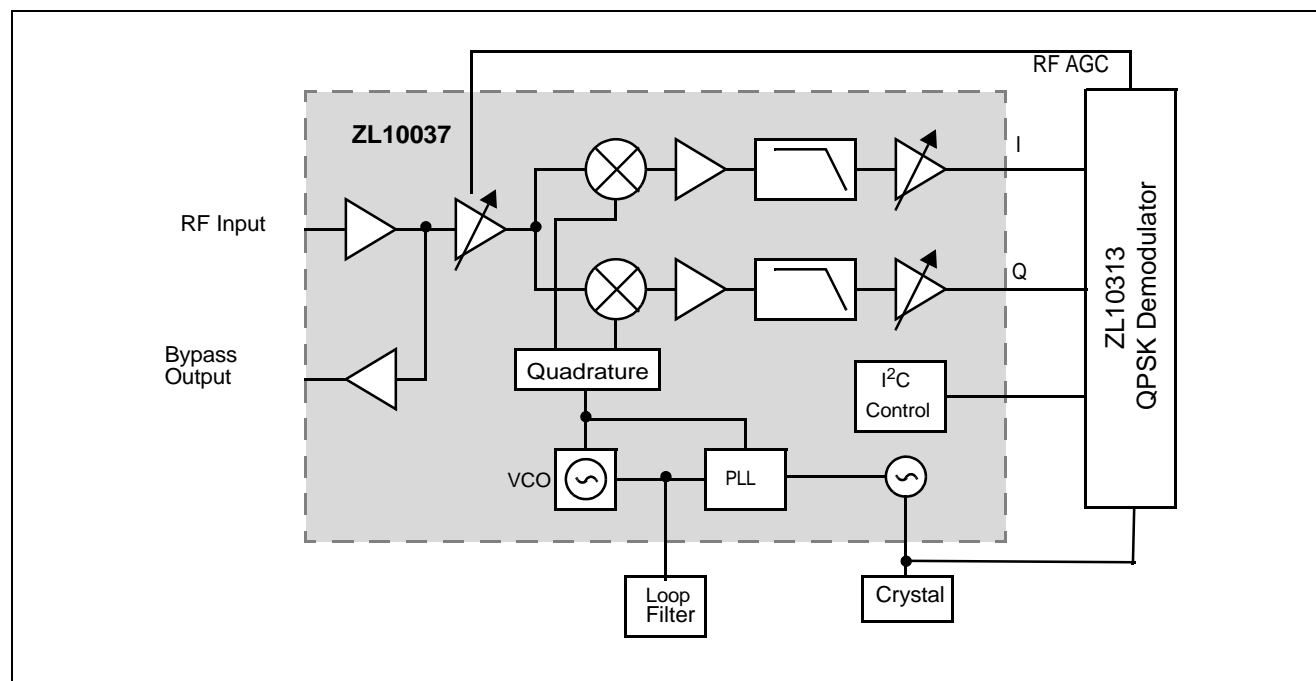 RF AGC
ZL10037
I
RF Input
Q
ZL10313
QPSK Demodulator
Bypass
Output
Quadrature
I²C
Control
VCO
PLL
Loop
Filter
Crystal